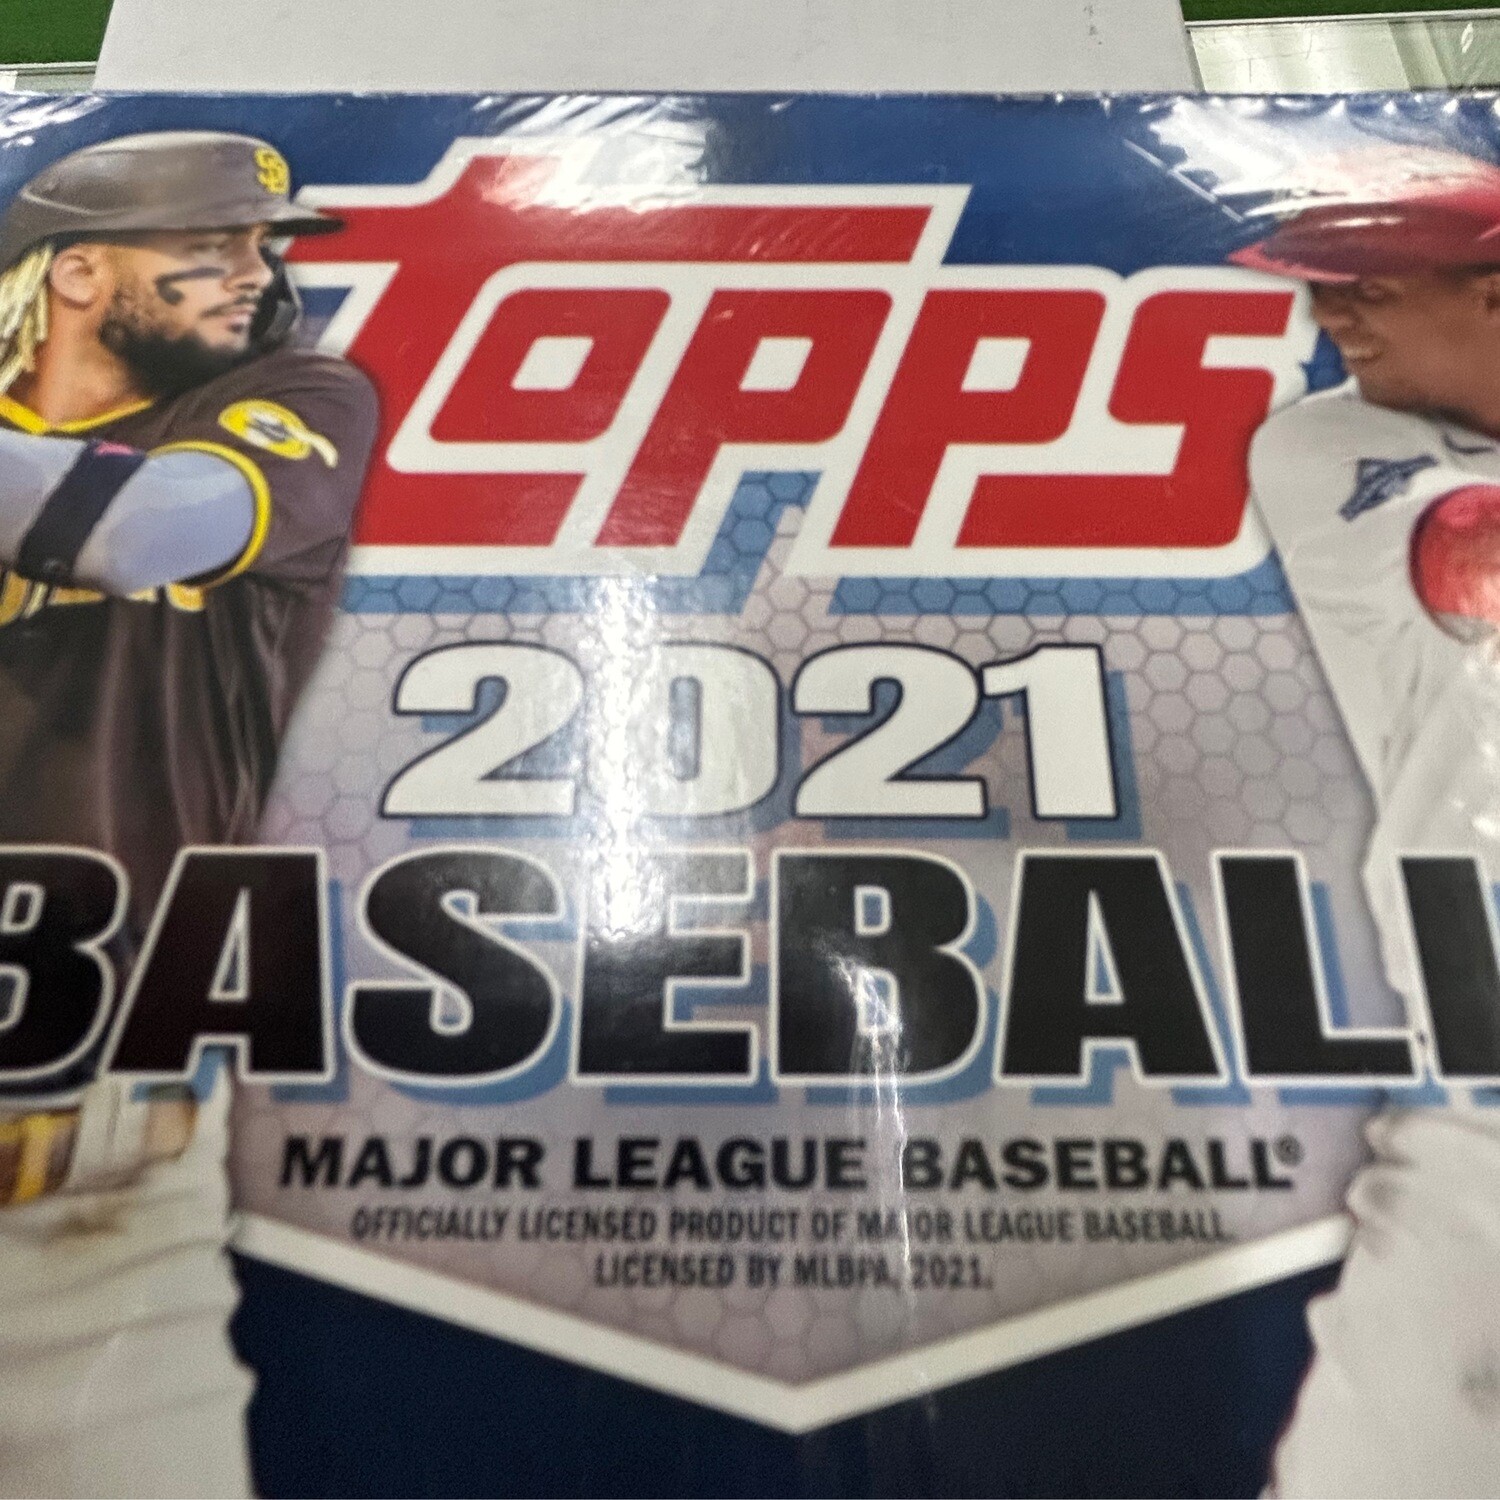 topps
2021
BASEBALL
MAJOR LEAGUE BASEBALL®
OFFICIALLY LICENSED PRODUCT OF MAJOR LEAGUE BASEBALL.
LICENSED BY MLBPA, 2021.